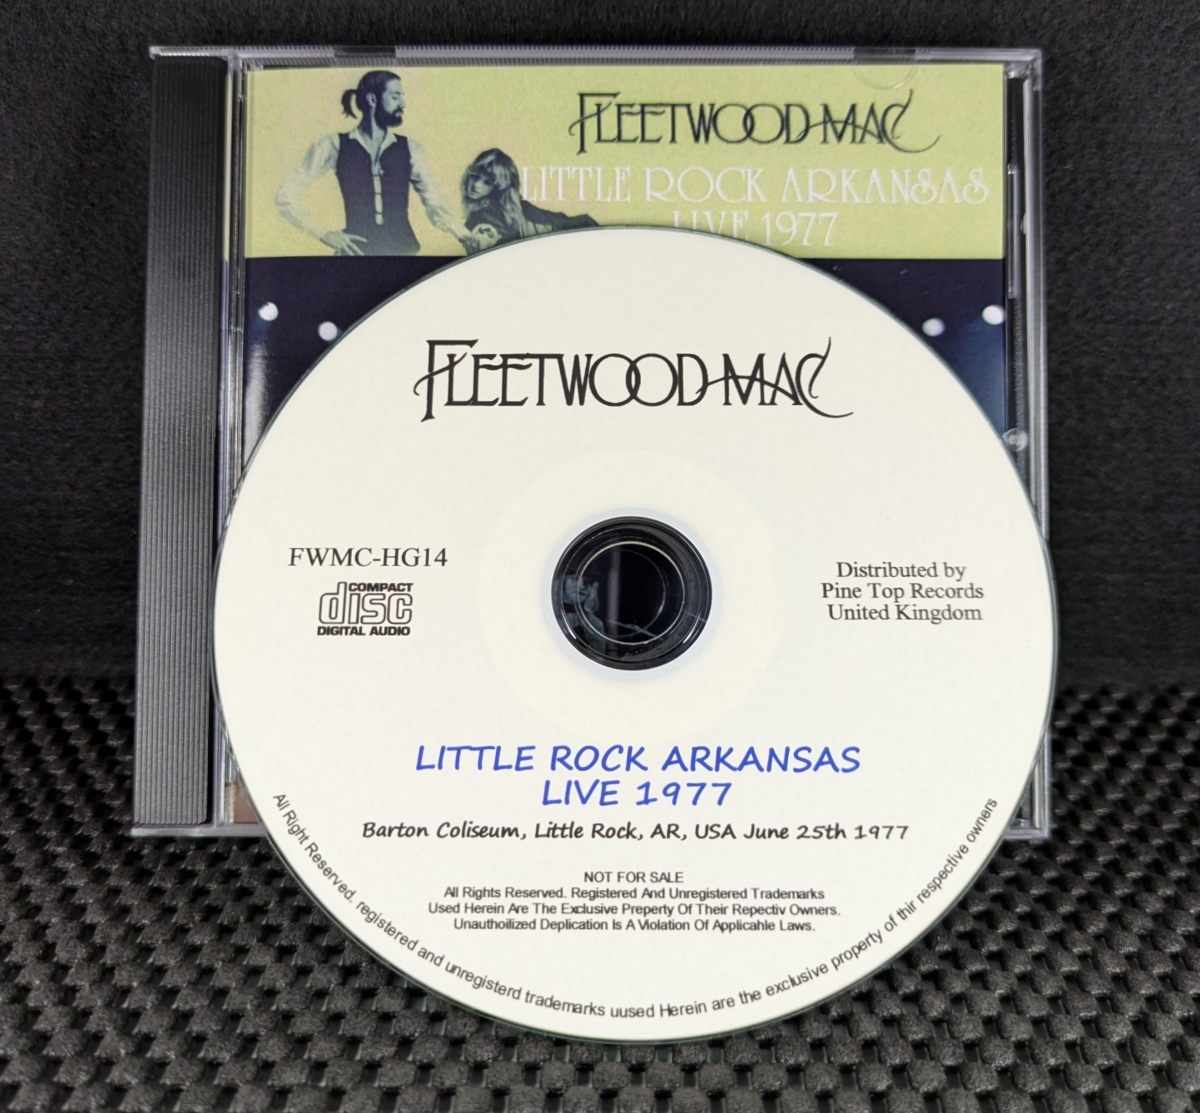 FLEETWOOD MAC
LITTLE ROCK ARKANSAS
LIVE 1977
FLEETWOOD MAC
FWMC-HG14
COMPACT
disc
DIGITAL AUDIO
Distributed by
Pine Top Records
United Kingdom
LITTLE ROCK ARKANSAS
LIVE 1977
Barton Coliseum, Little Rock, AR, USA June 25th 1977
NOT FOR SALE
All Rights Reserved. Registered And Unregistered Trademarks
Used Herein Are The Exclusive Preperty Of Their Repectiv Owners.
Unauthoilized Deplication Is A Violation Of Applicahle Laws.
All Right Reserved. registered and unregisterd trademarks uused Herein are the exclusive property of thir respective owners